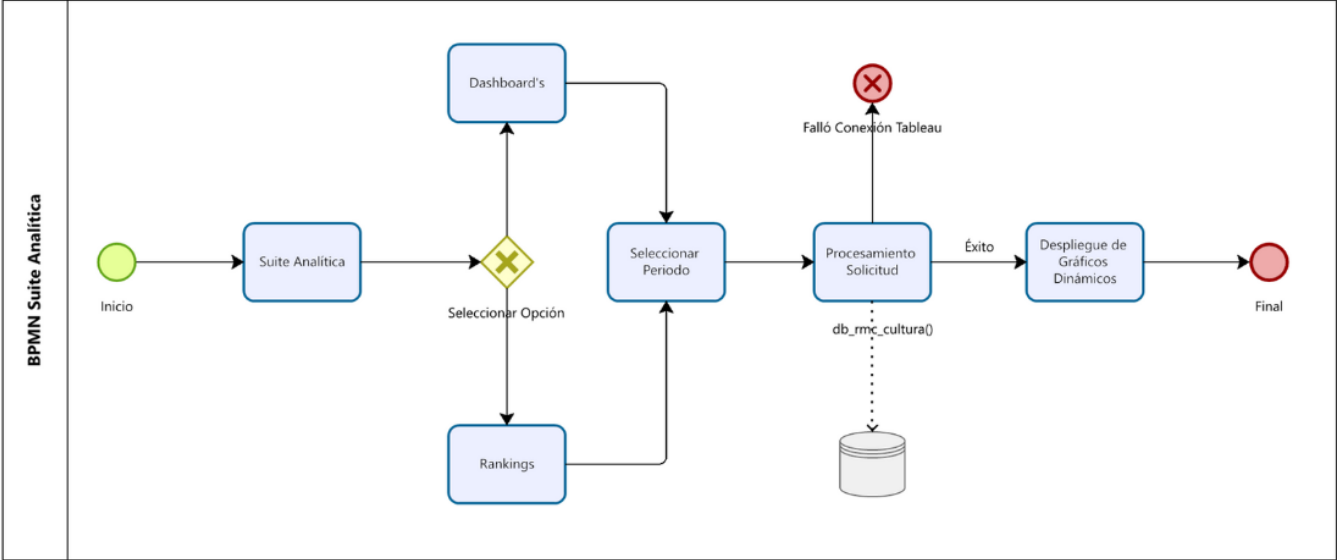 BPMN Suite Analítica
Inicio
Suite Analítica
Seleccionar Opción
Dashboard's
Rankings
Seleccionar
Periodo
Procesamiento
Solicitud
Falló Conexión Tableau
db_rmc_cultura()
Éxito
Despliegue de
Gráficos
Dinámicos
Final